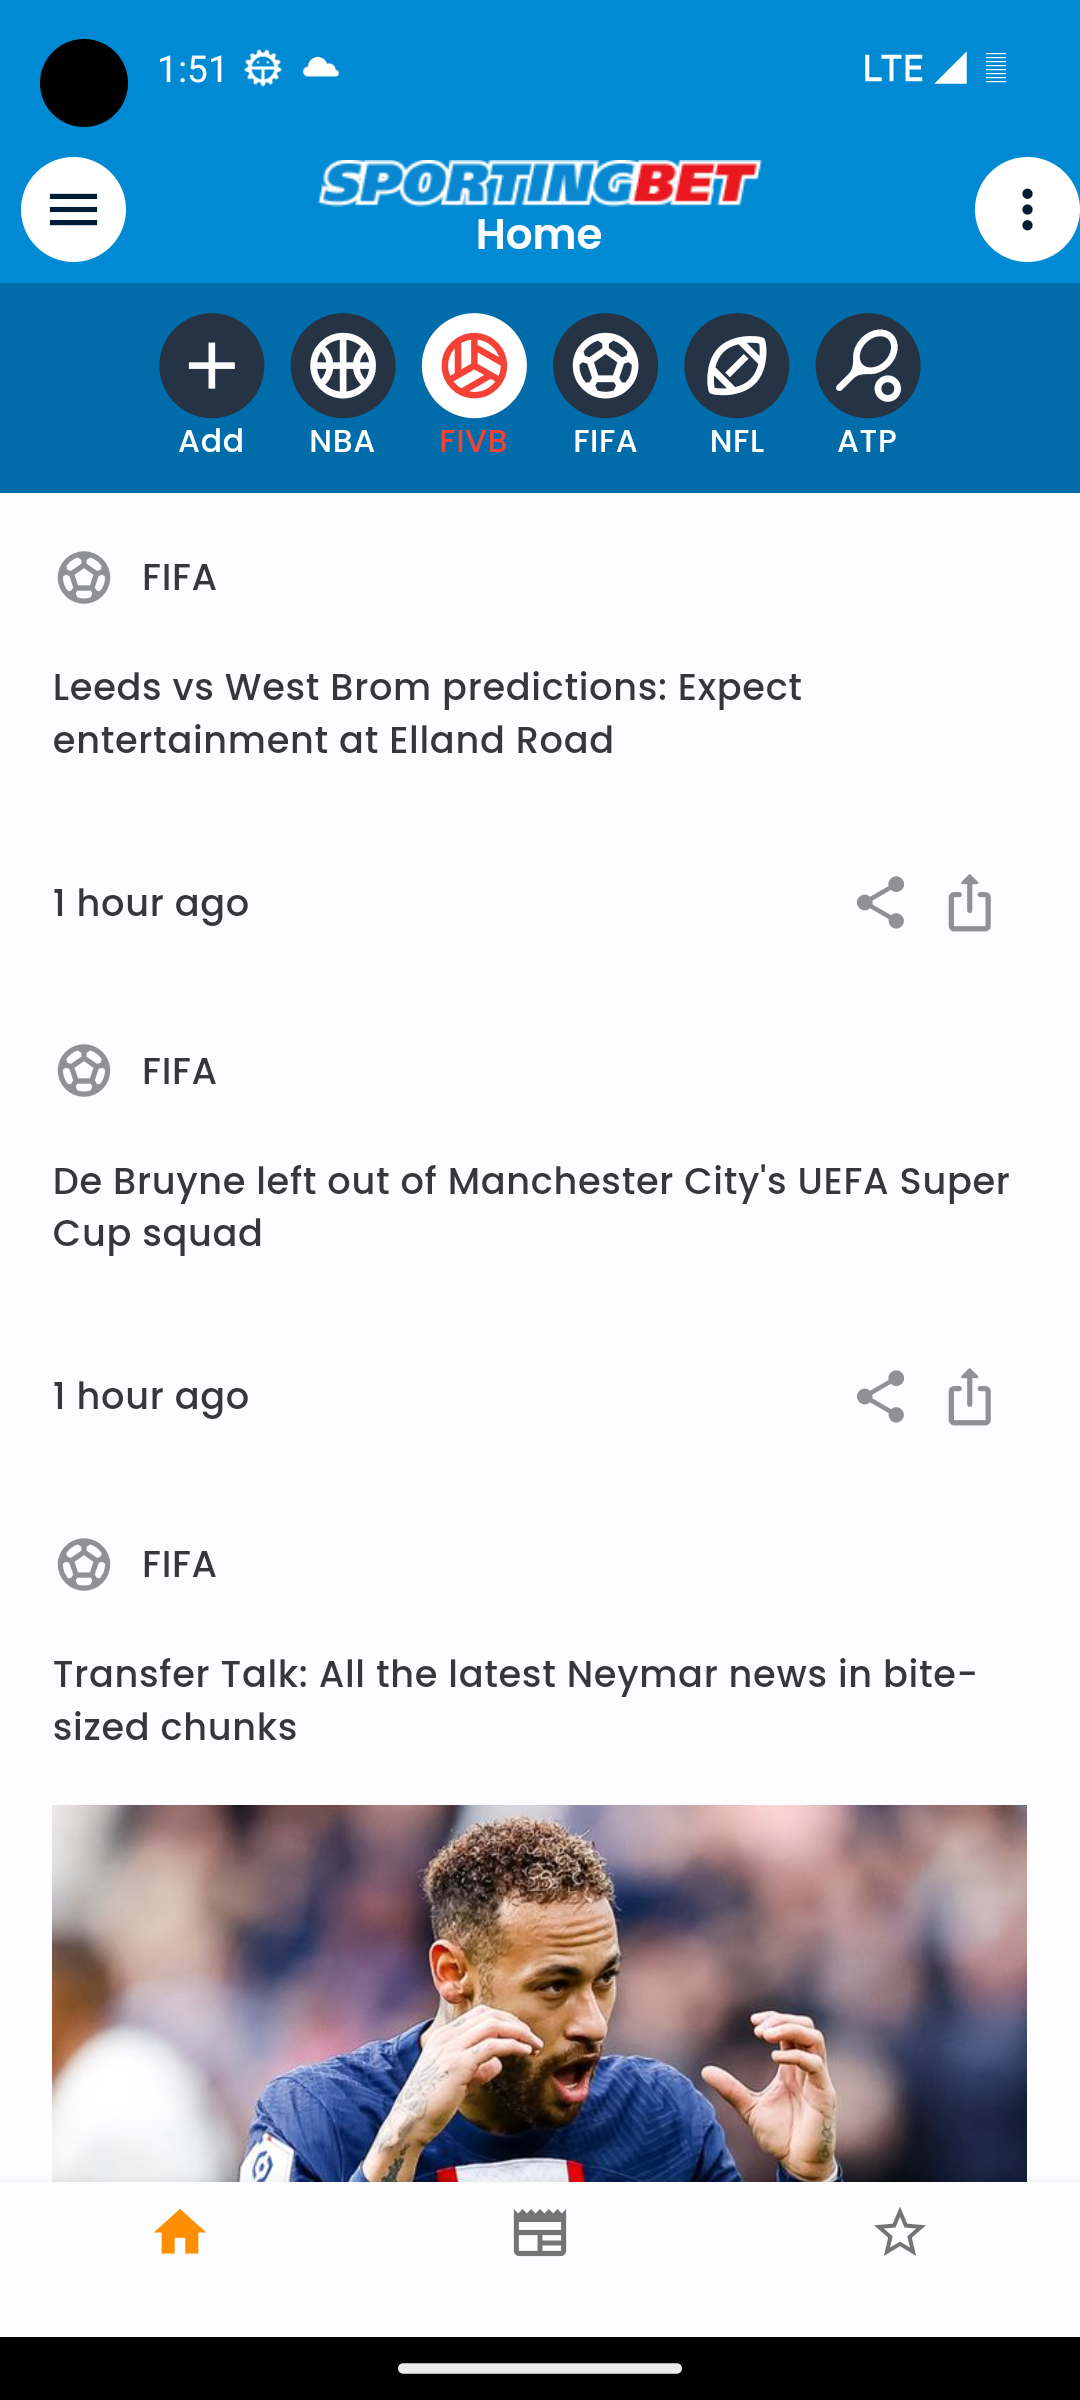 1:51
LTE
SPORTINGBET
Home
Add
NBA
FIVB
FIFA
NFL
ATP
FIFA
Leeds vs West Brom predictions: Expect
entertainment at Elland Road
1 hour ago
FIFA
De Bruyne left out of Manchester City's UEFA Super
Cup squad
1 hour ago
FIFA
Transfer Talk: All the latest Neymar news in bite-
sized chunks